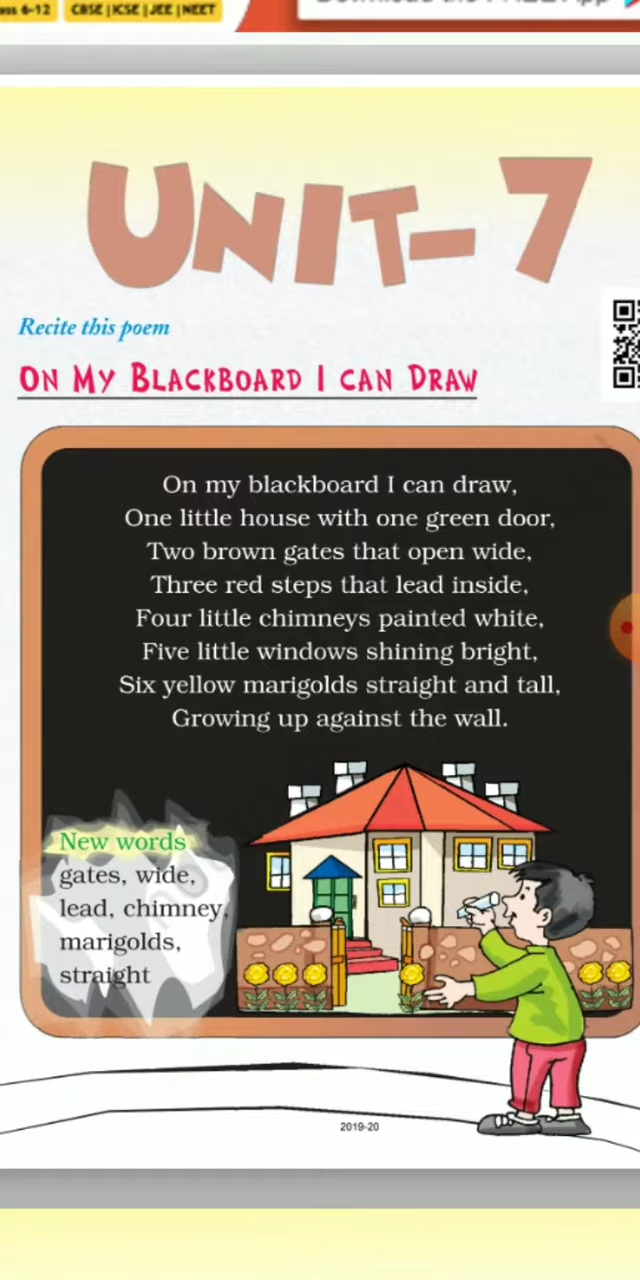 CBSE | ICSE | JEE | NEET
UNIT-7
Recite this poem
ON MY BLACKBOARD I CAN DRAW
On my blackboard I can draw,
One little house with one green door,
Two brown gates that open wide,
Three red steps that lead inside,
Four little chimneys painted white,
Five little windows shining bright,
Six yellow marigolds straight and tall,
Growing up against the wall.
New words
gates, wide,
lead, chimney,
marigolds,
straight
2019-20